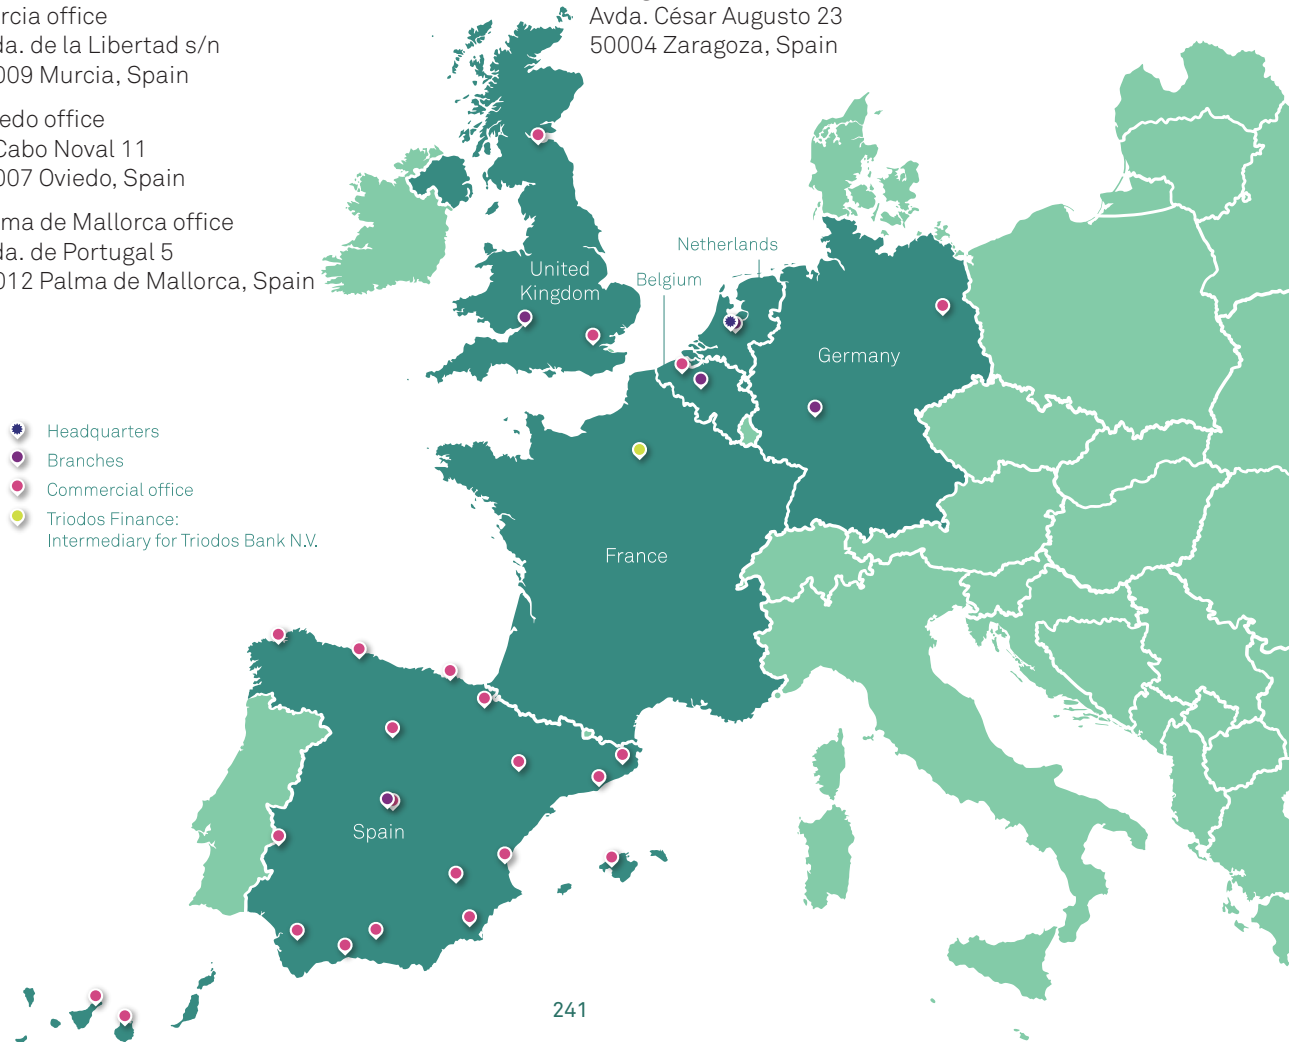 rcia office
da. de la Libertad s/n
009 Murcia, Spain
edo office
Cabo Noval 11
007 Oviedo, Spain
ma de Mallorca office
da. de Portugal 5
012 Palma de Mallorca, Spain
Avda. César Augusto 23
50004 Zaragoza, Spain
Netherlands
Belgium
United
Kingdom
Germany
France
Spain
Headquarters
Branches
Commercial office
Triodos Finance:
Intermediary for Triodos Bank N.V.
241